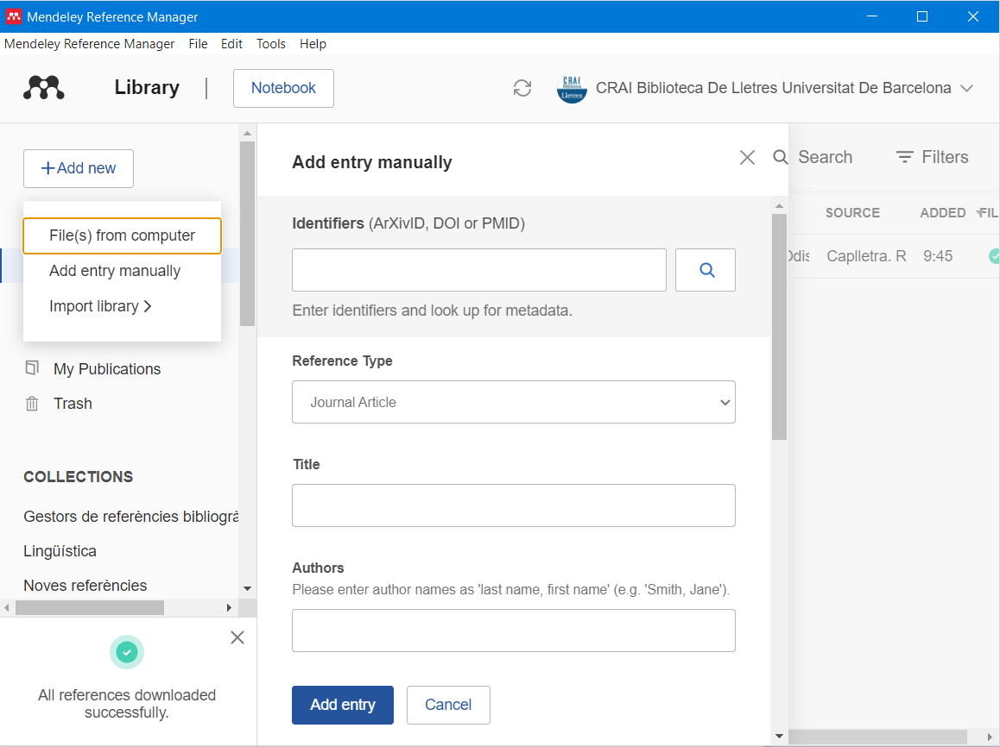 Mendeley Reference Manager
Mendeley Reference Manager File Edit Tools Help
Library
Notebook
CRAI
Lletres
CRAI Biblioteca De Lletres Universitat De Barcelona
+Add new
File(s) from computer
Add entry manually
Import library
My Publications
Trash
COLLECTIONS
Gestors de referències bibliogrà
Lingüística
Noves referències
All references downloaded
successfully.
Add entry manually
Identifiers (ArXivID, DOI or PMID)
Enter identifiers and look up for metadata.
Reference Type
Journal Article
Title
Authors
Please enter author names as 'last name, first name' (e.g. 'Smith, Jane').
Add entry
Cancel
Search
Filters
SOURCE ADDED FIL
Odis Caplletra. R 9:45